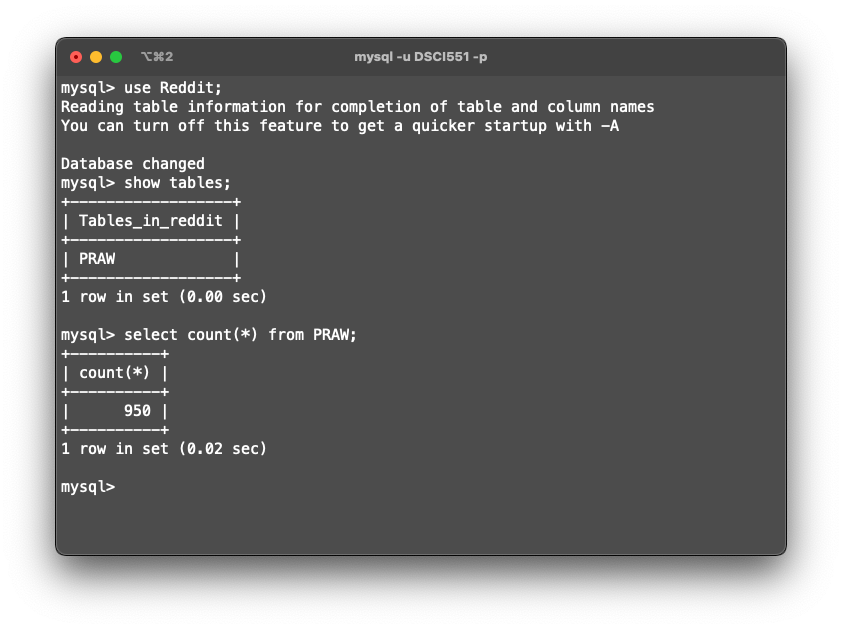 ⌥⌘2
mysql -u DSCI551 -p
mysql> use Reddit;
Reading table information for completion of table and column names
You can turn off this feature to get a quicker startup with -A
Database changed
mysql> show tables;
+------------------+
| Tables_in_reddit |
+------------------+
| PRAW             |
+------------------+
1 row in set (0.00 sec)
mysql> select count(*) from PRAW;
+----------+
| count(*) |
+----------+
|      950 |
+----------+
1 row in set (0.02 sec)
mysql>